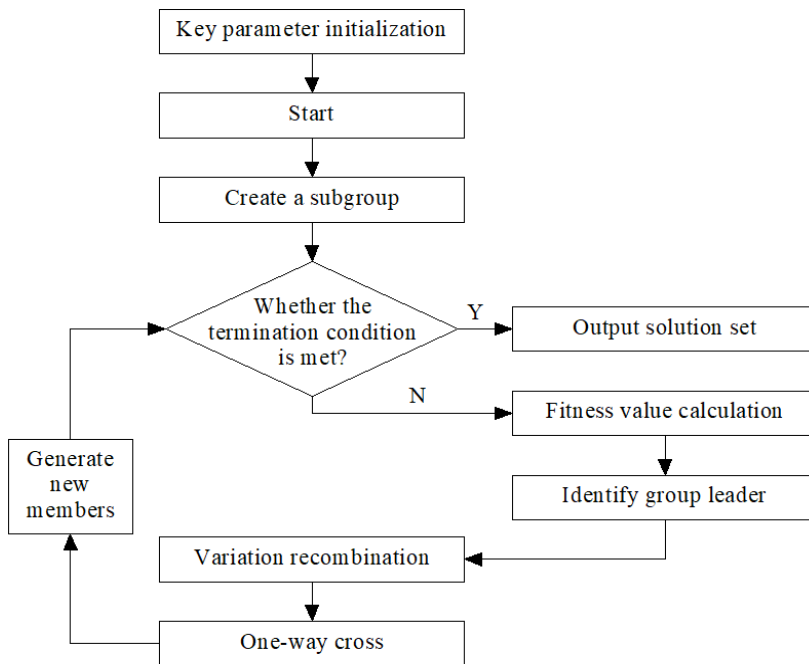 Key parameter initialization
Start
Create a subgroup
Whether the
termination condition
is met?
Y
Output solution set
N
Fitness value calculation
Identify group leader
Generate
new
members
Variation recombination
One-way cross